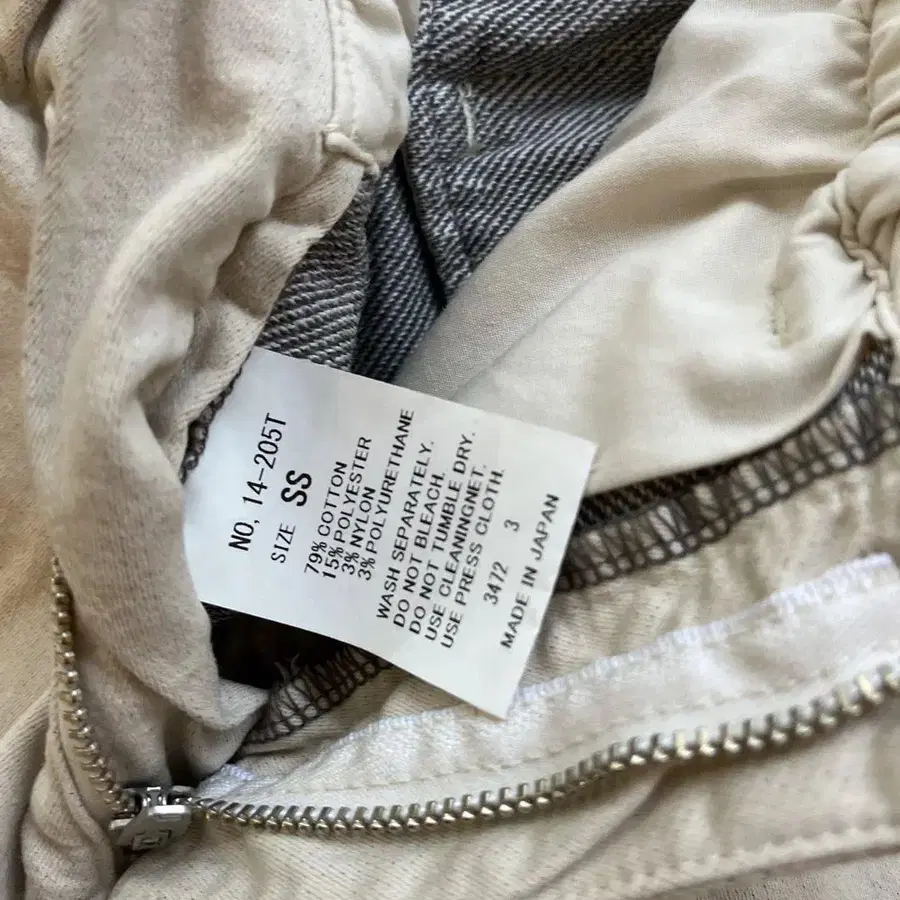 NO, 14-205T
SIZE SS
79% COTTON
15% POLYESTER
3% NYLON
3% POLYURETHANE
WASH SEPARATELY.
DO NOT BLEACH.
DO NOT TUMBLE DRY.
USE CLEANINGNET.
USE PRESS CLOTH.
3472 3
MADE IN JAPAN